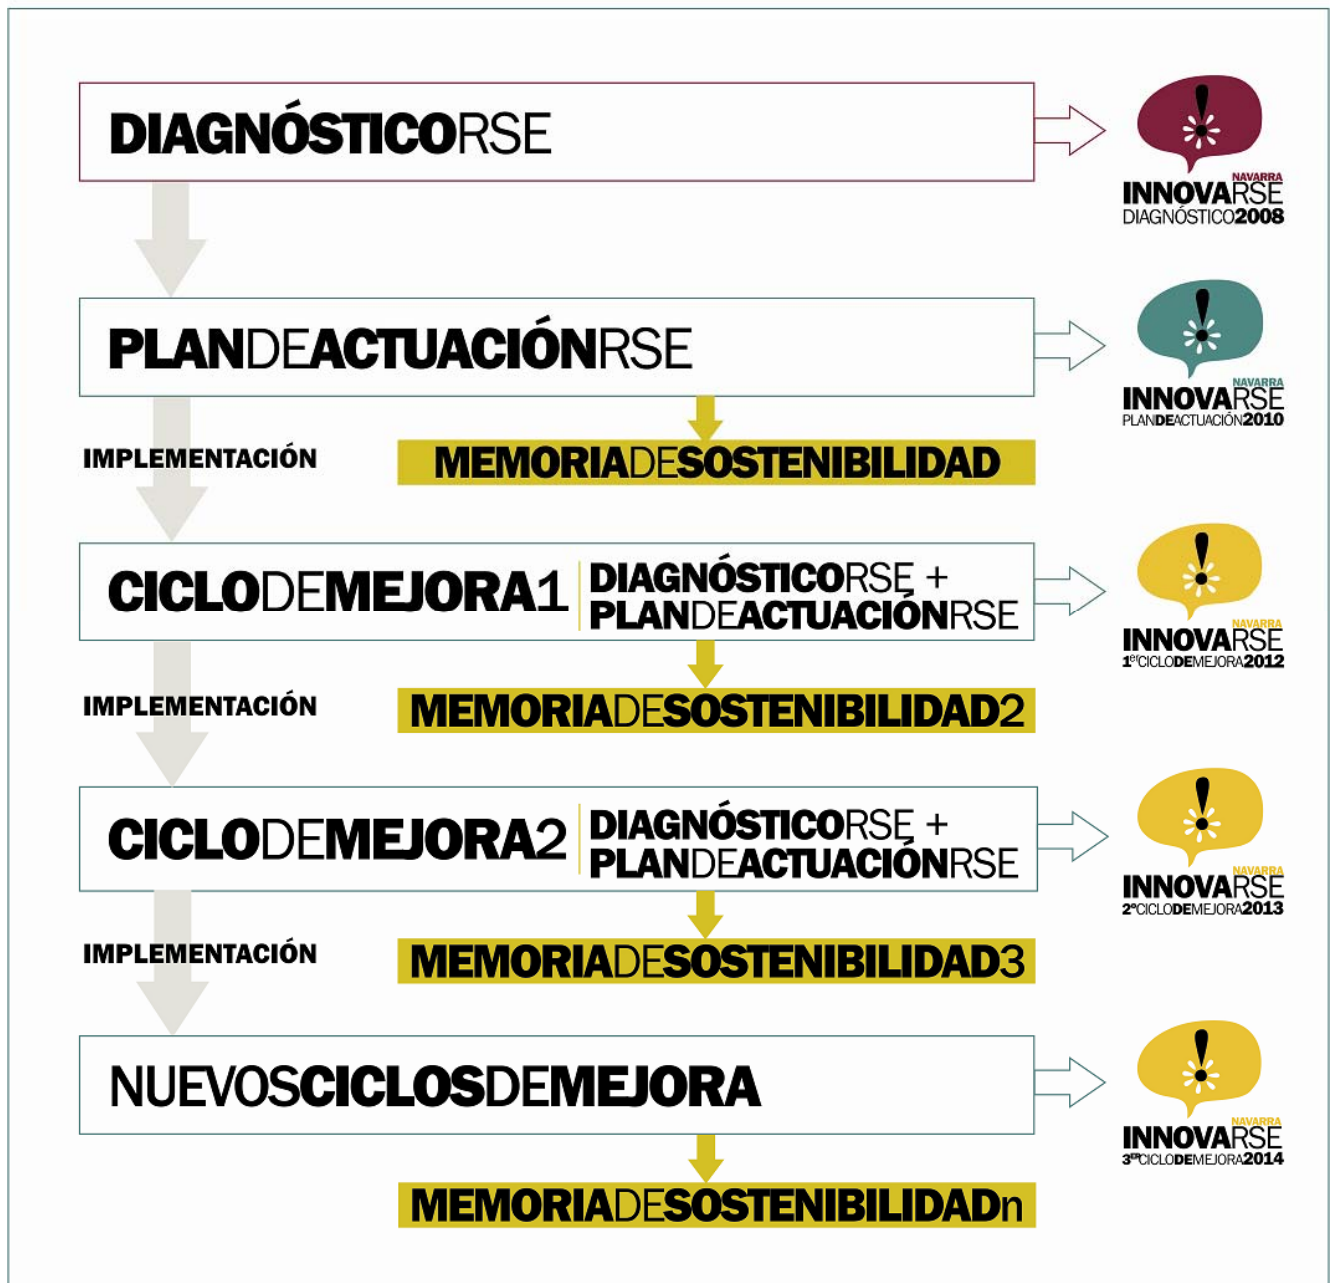 DIAGNÓSTICORSE
NAVARRA
INNOVARSE
DIAGNÓSTICO2008
PLANDEACTUACIÓNRSE
NAVARRA
INNOVARSE
PLANDEACTUACIÓN2010
IMPLEMENTACIÓN
MEMORIADESOSTENIBILIDAD
CICLODEMEJORA1
DIAGNÓSTICORSE +
PLANDEACTUACIÓNRSE
NAVARRA
INNOVARSE
1erCICLODEMEJORA2012
IMPLEMENTACIÓN
MEMORIADESOSTENIBILIDAD2
CICLODEMEJORA2
DIAGNÓSTICORSE +
PLANDEACTUACIÓNRSE
NAVARRA
INNOVARSE
2ºCICLODEMEJORA2013
IMPLEMENTACIÓN
MEMORIADESOSTENIBILIDAD3
NUEVOSCICLOSDEMEJORA
NAVARRA
INNOVARSE
3ERCICLODEMEJORA2014
MEMORIADESOSTENIBILIDADn